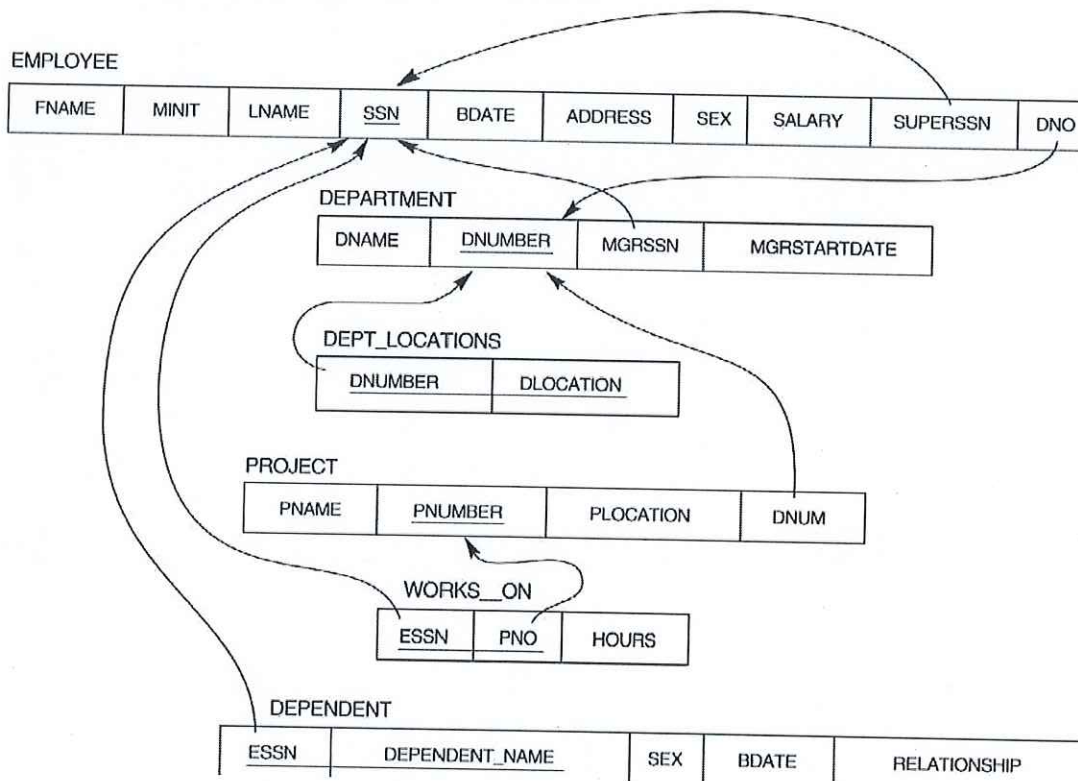 EMPLOYEE
FNAME MINIT LNAME SSN BDATE ADDRESS SEX SALARY SUPERSSN DNO
DEPARTMENT
DNAME DNUMBER MGRSSN MGRSTARTDATE
DEPT_LOCATIONS
DNUMBER DLOCATION
PROJECT
PNAME PNUMBER PLOCATION DNUM
WORKS__ON
ESSN PNO HOURS
DEPENDENT
ESSN DEPENDENT_NAME SEX BDATE RELATIONSHIP